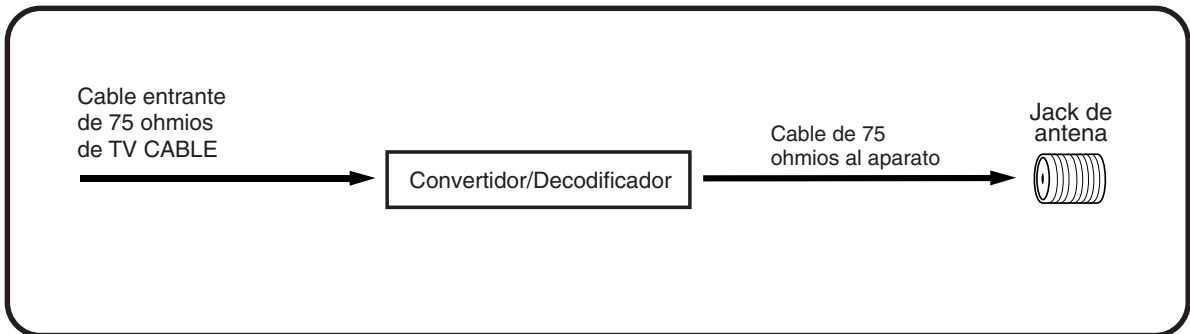 Cable entrante
de 75 ohmios
de TV CABLE
Convertidor/Decodificador
Cable de 75
ohmios al aparato
Jack de
antena